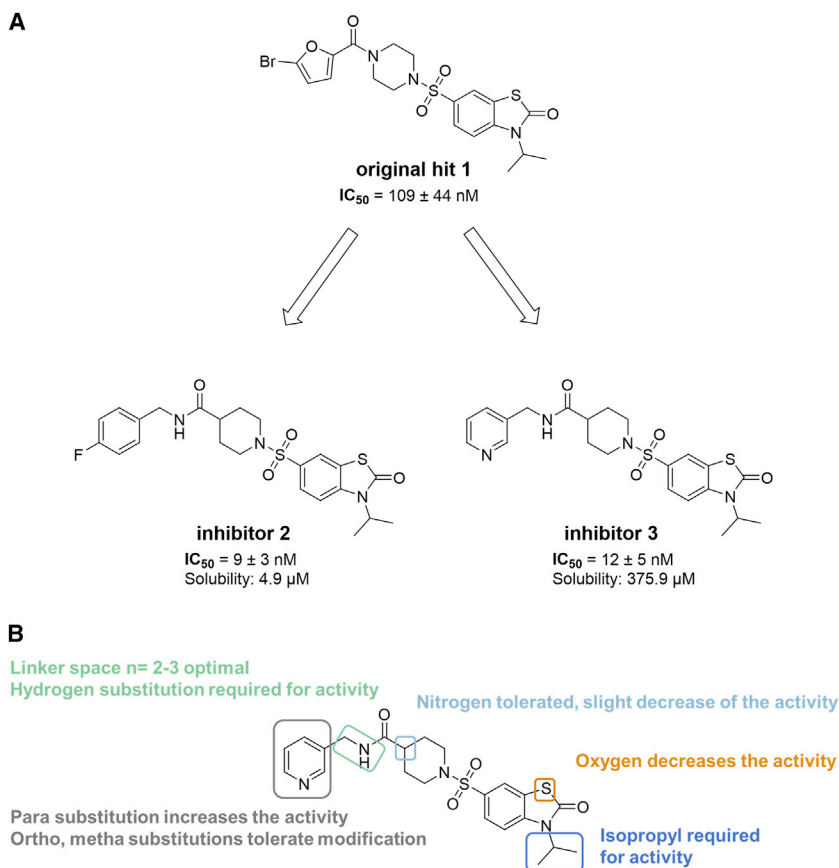 A
original hit 1
IC50 = 109 ± 44 nM
inhibitor 2
IC50 = 9 ± 3 nM
Solubility: 4.9 µM
inhibitor 3
IC50 = 12 ± 5 nM
Solubility: 375.9 µM
B
Linker space n= 2-3 optimal
Hydrogen substitution required for activity
Nitrogen tolerated, slight decrease of the activity
Oxygen decreases the activity
Para substitution increases the activity
Ortho, metha substitutions tolerate modification
Isopropyl required
for activity